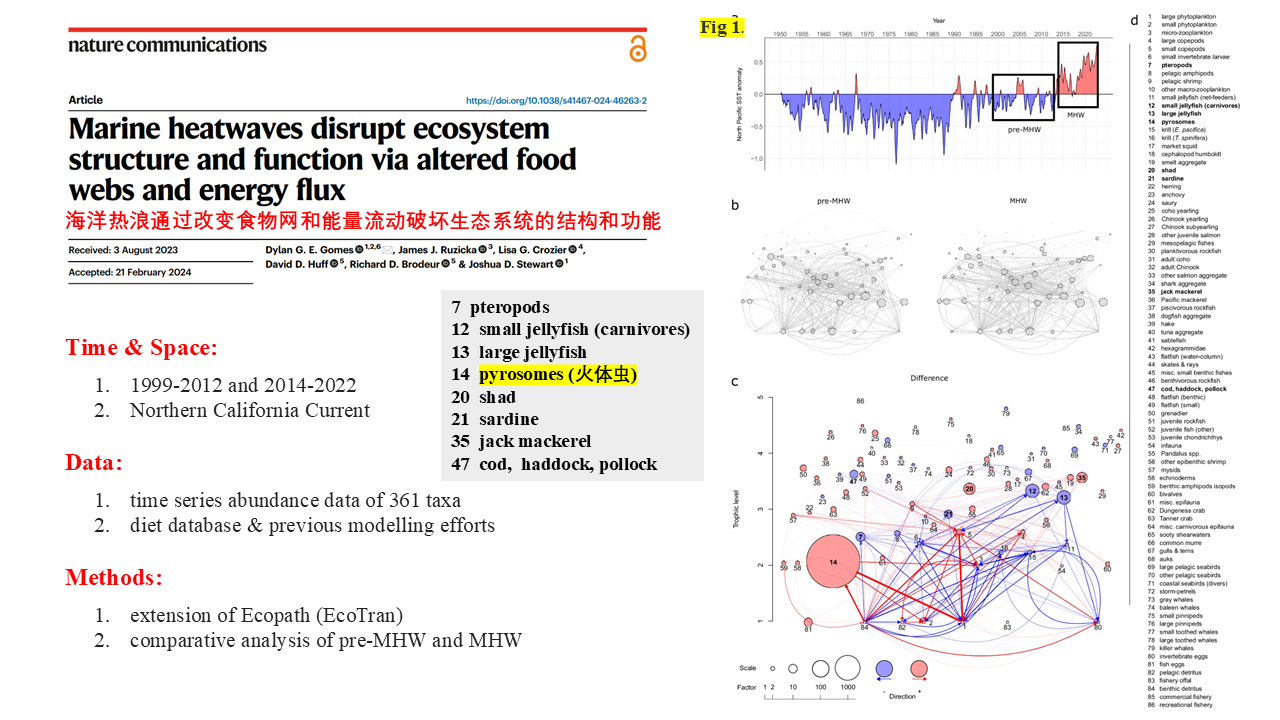 nature communications
Article
https://doi.org/10.1038/s41467-024-46263-2
Marine heatwaves disrupt ecosystem
structure and function via altered food
webs and energy flux
海洋热浪通过改变食物网和能量流动破坏生态系统的结构和功能
Received: 3 August 2023
Accepted: 21 February 2024
Dylan G. E. Gomes 1,2,6, James J. Ruzicka 3, Lisa G. Crozier 4,
David D. Huff 5, Richard D. Brodeur 5 & Joshua D. Stewart 1
7 pteropods
12 small jellyfish (carnivores)
13 large jellyfish
14 pyrosomes (火体虫)
20 shad
21 sardine
35 jack mackerel
47 cod, haddock, pollock
Time & Space:
1. 1999-2012 and 2014-2022
2. Northern California Current
Data:
1. time series abundance data of 361 taxa
2. diet database & previous modelling efforts
Methods:
1. extension of Ecopath (EcoTran)
2. comparative analysis of pre-MHW and MHW
Fig 1.
Year
1950 1955 1960 1965 1970 1975 1980 1985 1990 1995 2000 2005 2010 2015 2020
North Pacific SST anomaly
0.5
0.0
−0.5
−1.0
pre-MHW
MHW
b
pre-MHW
MHW
c
Difference
Trophic level
5
4
3
2
1
Scale
Factor 1 2 10 100 1000
- +
Direction
d
1 large phytoplankton
2 small phytoplankton
3 micro-zooplankton
4 large copepods
5 small copepods
6 small invertebrate larvae
7 pteropods
8 pelagic amphipods
9 pelagic shrimp
10 other macro-zooplankton
11 small jellyfish (net-feeders)
12 small jellyfish (carnivores)
13 large jellyfish
14 pyrosomes
15 krill (E. pacifica)
16 krill (T. spinifera)
17 market squid
18 cephalopod humboldt
19 smelt aggregate
20 shad
21 sardine
22 herring
23 anchovy
24 saury
25 coho yearling
26 Chinook yearling
27 Chinook subyearling
28 other juvenile salmon
29 mesopelagic fishes
30 planktivorous rockfish
31 adult coho
32 adult Chinook
33 other salmon aggregate
34 shark aggregate
35 jack mackerel
36 Pacific mackerel
37 piscivorous rockfish
38 dogfish aggregate
39 hake
40 tuna aggregate
41 sablefish
42 hexagrammidae
43 flatfish (water-column)
44 skates & rays
45 misc. small benthic fishes
46 benthivorous rockfish
47 cod, haddock, pollock
48 flatfish (benthic)
49 flatfish (small)
50 grenadier
51 juvenile rockfish
52 juvenile fish (other)
53 juvenile chondrichthys
54 infauna
55 Pandalus spp.
56 other epibenthic shrimp
57 mysids
58 echinoderms
59 benthic amphipods isopods
60 bivalves
61 misc. epifauna
62 Dungeness crab
63 Tanner crab
64 misc. carnivorous epifauna
65 sooty shearwaters
66 common murre
67 gulls & terns
68 auks
69 large pelagic seabirds
70 other pelagic seabirds
71 coastal seabirds (divers)
72 storm-petrels
73 gray whales
74 baleen whales
75 small pinnipeds
76 large pinnipeds
77 small toothed whales
78 large toothed whales
79 killer whales
80 invertebrate eggs
81 fish eggs
82 pelagic detritus
83 fishery offal
84 benthic detritus
85 commercial fishery
86 recreational fishery